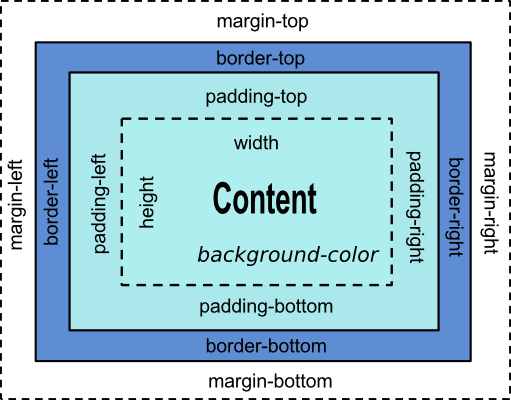 margin-top
border-top
padding-top
width
margin-left
border-left
padding-left
height
Content
padding-right
border-right
margin-right
background-color
padding-bottom
border-bottom
margin-bottom